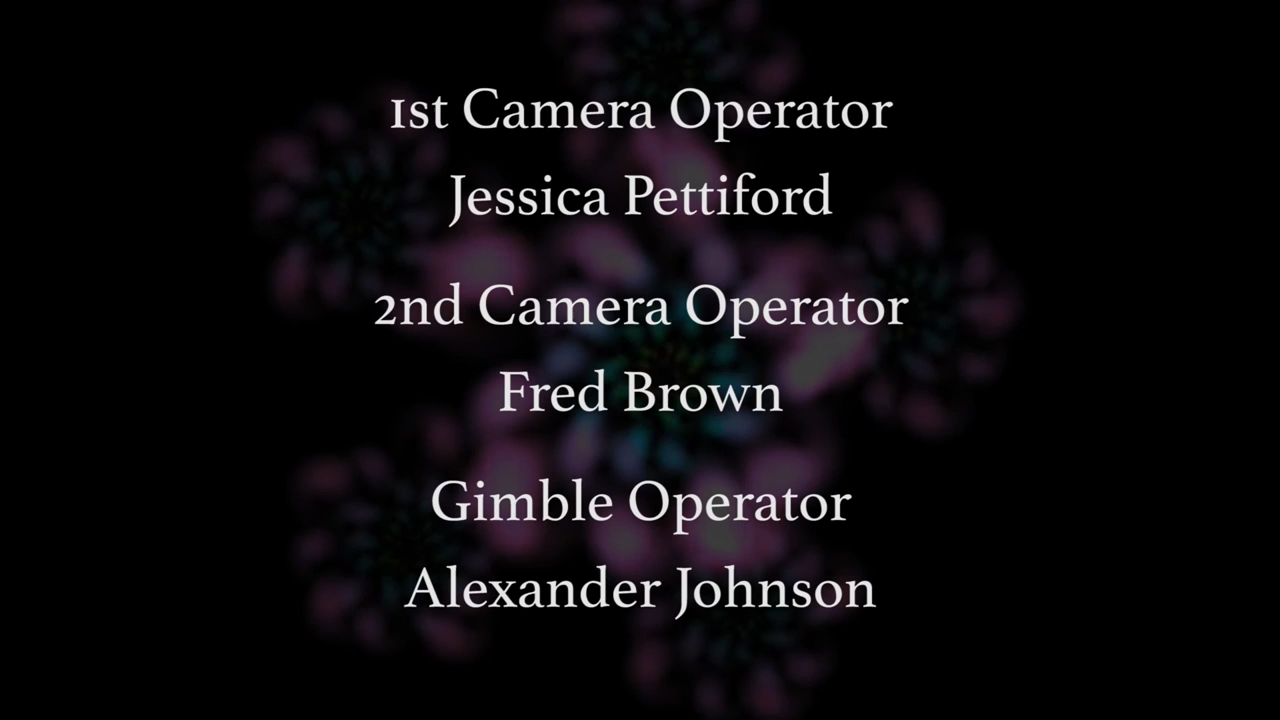 1st Camera Operator
Jessica Pettiford
2nd Camera Operator
Fred Brown
Gimble Operator
Alexander Johnson